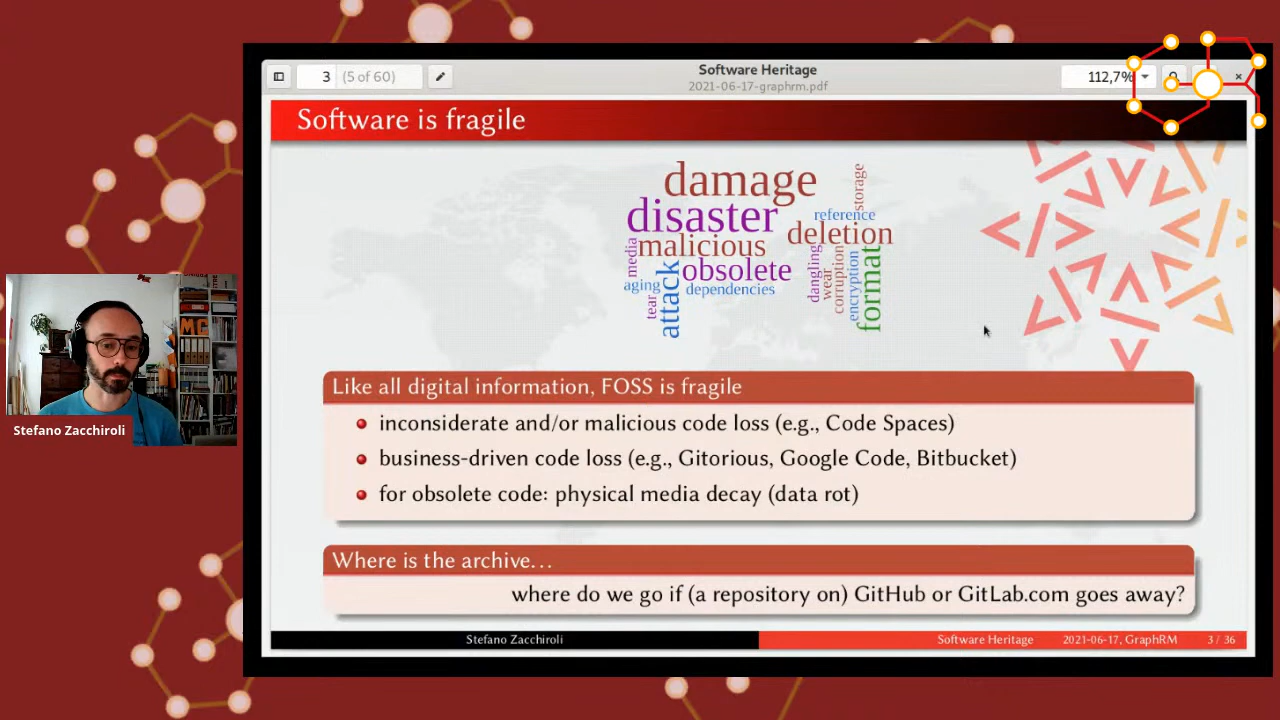 3 (5 of 60)
Software Heritage
2021-06-17-graphrm.pdf
112,7%
Software is fragile
damage
storage
disaster
reference
deletion
malicious
media
obsolete
dangling
wear
corruption
encryption
format
aging
attack
dependencies
tear
Like all digital information, FOSS is fragile
inconsiderate and/or malicious code loss (e.g., Code Spaces)
business-driven code loss (e.g., Gitorious, Google Code, Bitbucket)
for obsolete code: physical media decay (data rot)
Where is the archive…
where do we go if (a repository on) GitHub or GitLab.com goes away?
Stefano Zacchiroli
Software Heritage 2021-06-17, GraphRM 3 / 36
Stefano Zacchiroli